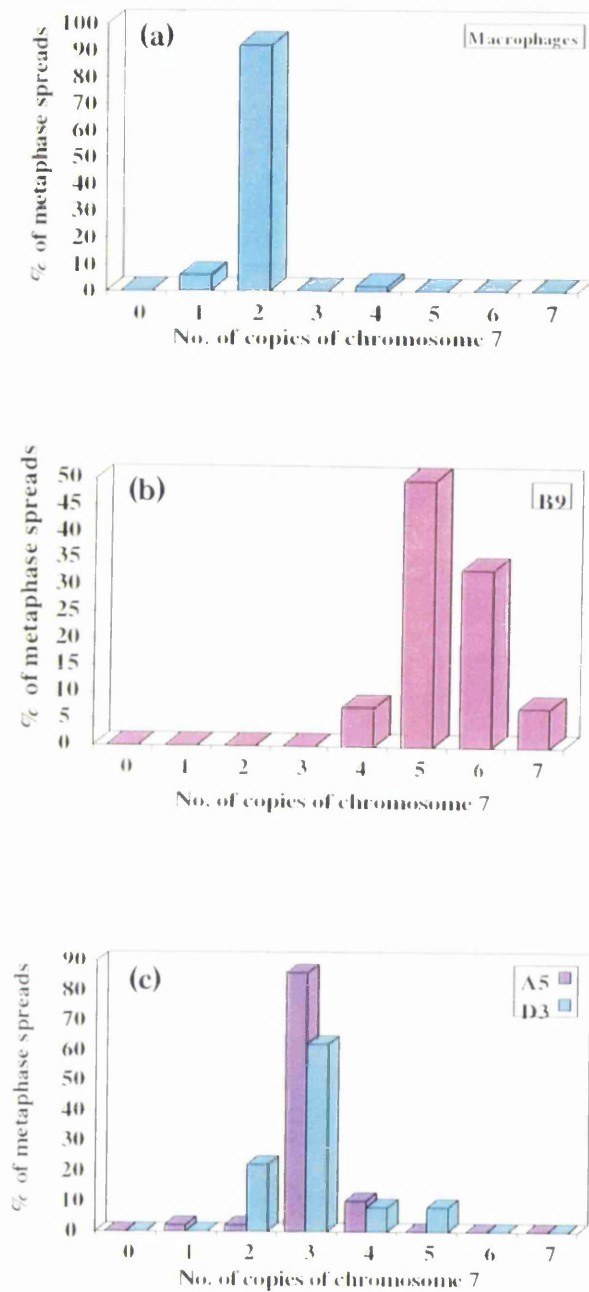 (a)
Macrophages
% of metaphase spreads
100
90
80
70
60
50
40
30
20
10
0
0 1 2 3 4 5 6 7
No. of copies of chromosome 7
(b)
B9
% of metaphase spreads
50
45
40
35
30
25
20
15
10
5
0
0 1 2 3 4 5 6 7
No. of copies of chromosome 7
(c)
A5
D3
% of metaphase spreads
90
80
70
60
50
40
30
20
10
0
0 1 2 3 4 5 6 7
No. of copies of chromosome 7